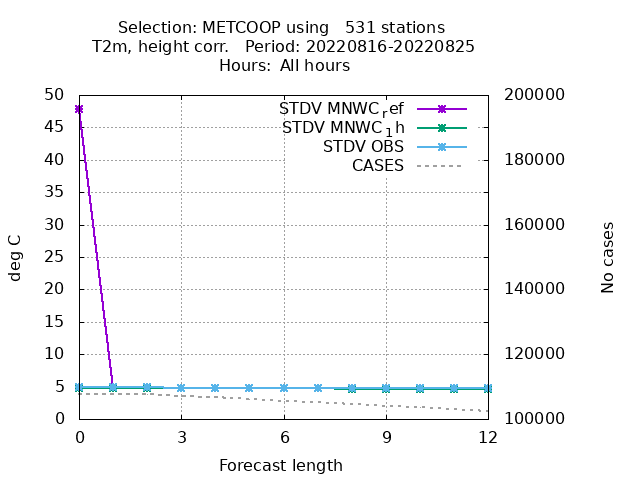 Selection: METCOOP using   531 stations
T2m, height corr.   Period: 20220816-20220825
Hours: All hours
50
45
40
35
30
25
20
15
10
5
0
200000
180000
160000
140000
120000
100000
STDV MNWC_ref
STDV MNWC_1h
STDV OBS
CASES
deg C
No cases
0 3 6 9 12
Forecast length